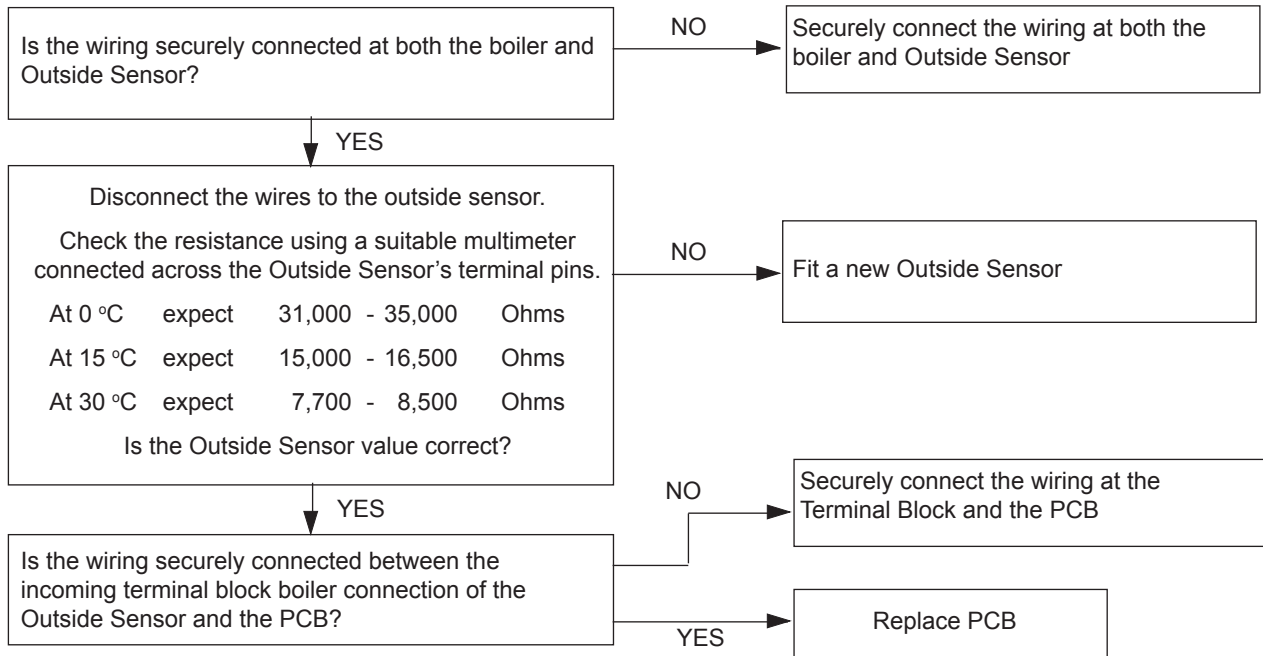 Is the wiring securely connected at both the boiler and
Outside Sensor?
NO
Securely connect the wiring at both the
boiler and Outside Sensor
YES
Disconnect the wires to the outside sensor.
Check the resistance using a suitable multimeter
connected across the Outside Sensor's terminal pins.
At 0 °C expect 31,000 - 35,000 Ohms
At 15 °C expect 15,000 - 16,500 Ohms
At 30 °C expect 7,700 - 8,500 Ohms
Is the Outside Sensor value correct?
NO
Fit a new Outside Sensor
YES
Is the wiring securely connected between the
incoming terminal block boiler connection of the
Outside Sensor and the PCB?
NO
Securely connect the wiring at the
Terminal Block and the PCB
YES
Replace PCB